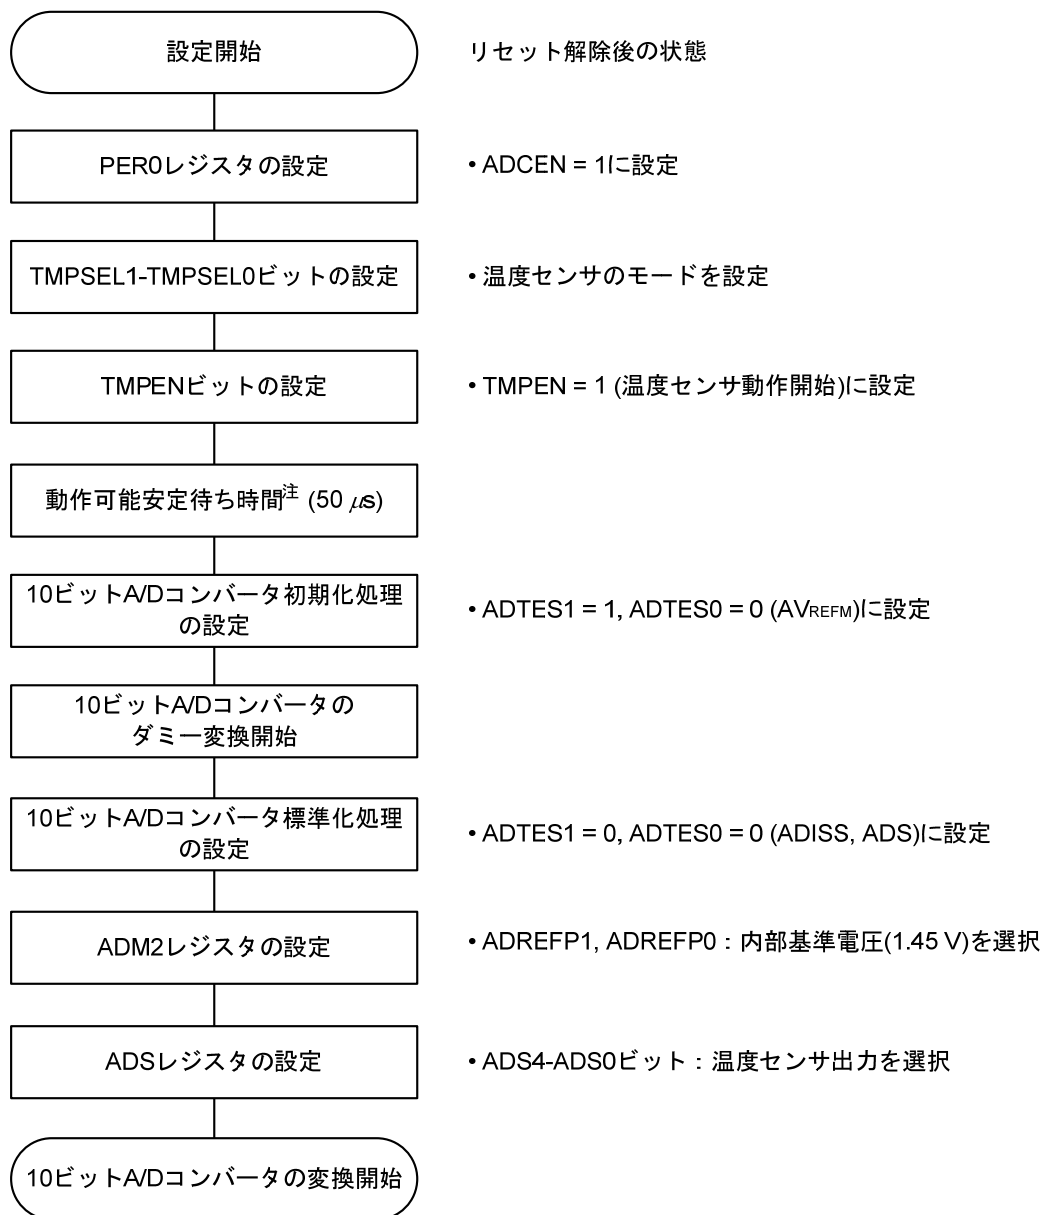 設定開始
リセット解除後の状態
PER0レジスタの設定
• ADCEN = 1に設定
TMPSEL1-TMPSEL0ビットの設定
• 温度センサのモードを設定
TMPENビットの設定
• TMPEN = 1 (温度センサ動作開始)に設定
動作可能安定待ち時間注 (50 μs)
10ビットA/Dコンバータ初期化処理
の設定
• ADTES1 = 1, ADTES0 = 0 (AVREFM)に設定
10ビットA/Dコンバータの
ダミー変換開始
10ビットA/Dコンバータ標準化処理
の設定
• ADTES1 = 0, ADTES0 = 0 (ADISS, ADS)に設定
ADM2レジスタの設定
• ADREFP1, ADREFP0：内部基準電圧(1.45 V)を選択
ADSレジスタの設定
• ADS4-ADS0ビット：温度センサ出力を選択
10ビットA/Dコンバータの変換開始